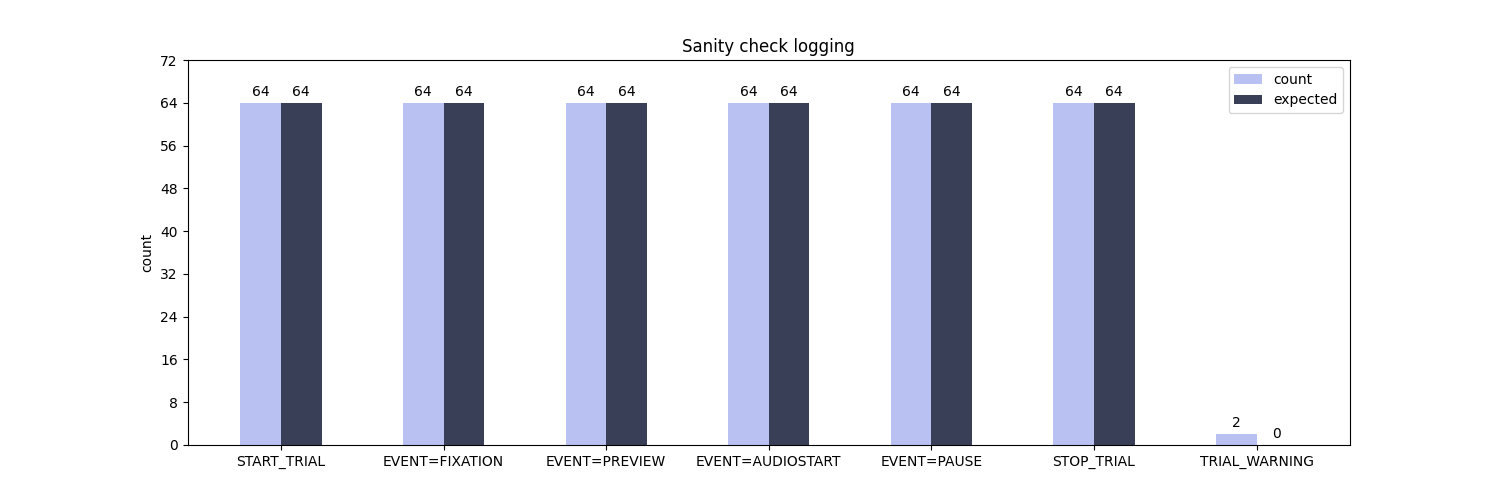 Sanity check logging
count
expected
72
64
56
48
40
32
24
16
8
0
count
64 64 64 64 64 64 64 64 64 64 64 64 2 0
START_TRIAL EVENT=FIXATION EVENT=PREVIEW EVENT=AUDIOSTART EVENT=PAUSE STOP_TRIAL TRIAL_WARNING